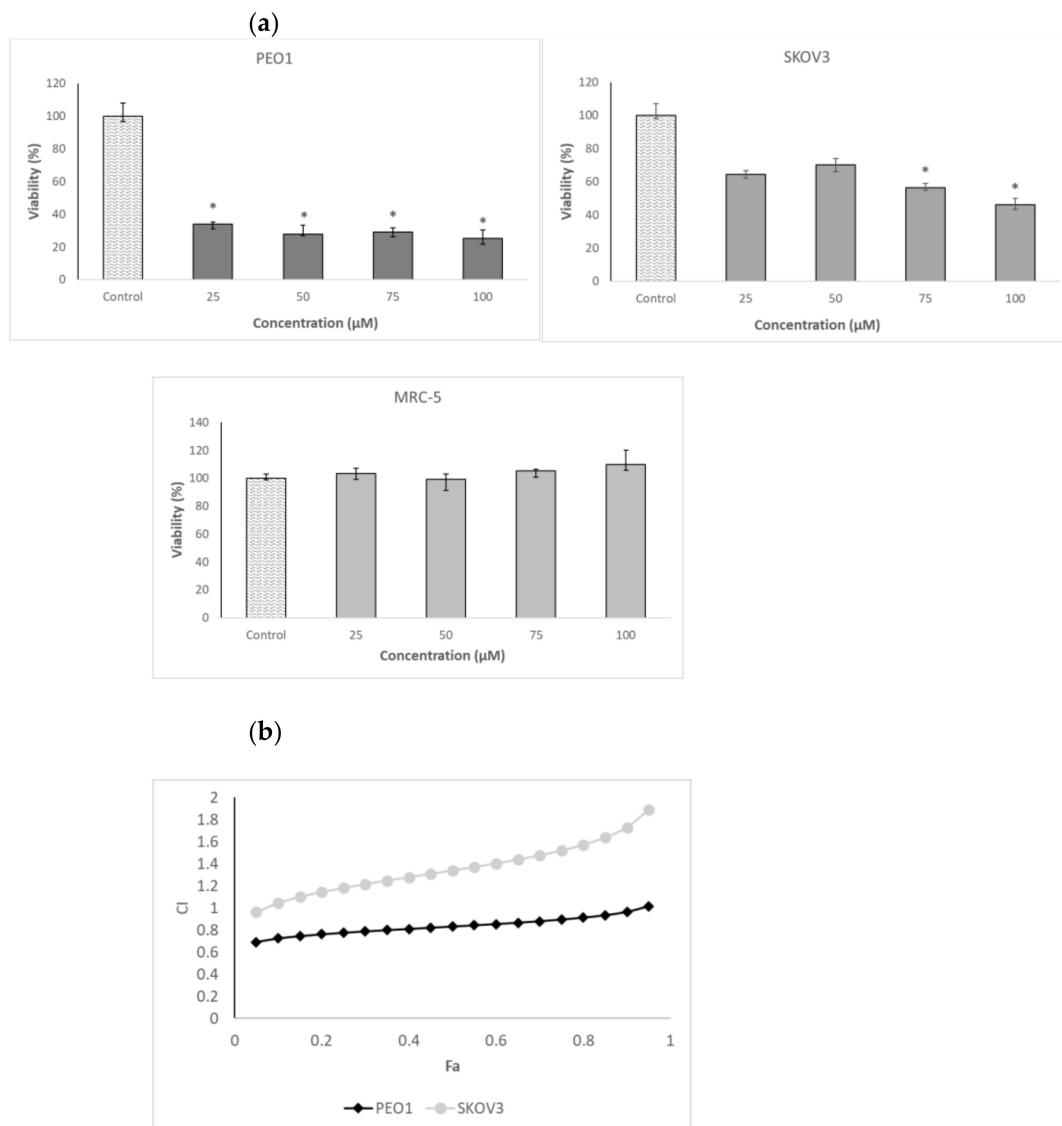 (a)
PEO1
120
100
80
60
40
20
0
Viability (%)
*
*
*
*
Control 25 50 75 100
Concentration (µM)
SKOV3
120
100
80
60
40
20
0
Viability (%)
*
*
Control 25 50 75 100
Concentration (µM)
MRC-5
140
120
100
80
60
40
20
0
Viability (%)
Control 25 50 75 100
Concentration (µM)
(b)
2
1.8
1.6
1.4
1.2
1
0.8
0.6
0.4
0.2
0
CI
0 0.2 0.4 0.6 0.8 1
Fa
PEO1 SKOV3